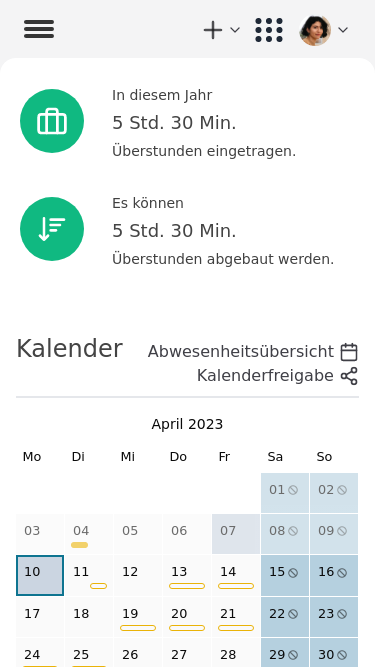 In diesem Jahr
5 Std. 30 Min.
Überstunden eingetragen.
Es können
5 Std. 30 Min.
Überstunden abgebaut werden.
Kalender
Abwesenheitsübersicht
Kalenderfreigabe
April 2023
Mo Di Mi Do Fr Sa So
01 02
03 04 05 06 07 08 09
10 11 12 13 14 15 16
17 18 19 20 21 22 23
24 25 26 27 28 29 30